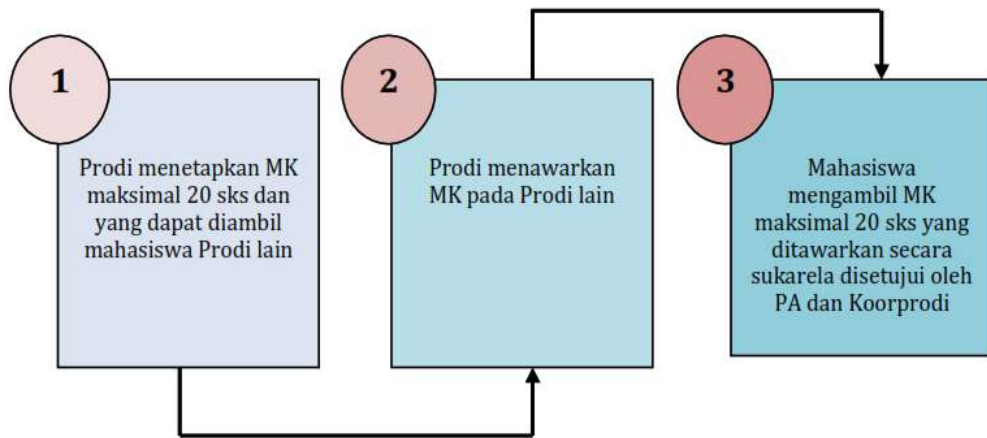 1
Prodi menetapkan MK
maksimal 20 sks dan
yang dapat diambil
mahasiswa Prodi lain
2
Prodi menawarkan
MK pada Prodi lain
3
Mahasiswa
mengambil MK
maksimal 20 sks yang
ditawarkan secara
sukarela disetujui oleh
PA dan Koorprodi